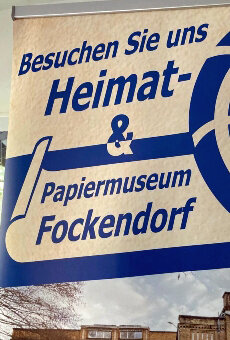 Besuchen Sie uns
Heimat-
&
Papiermuseum
Fockendorf